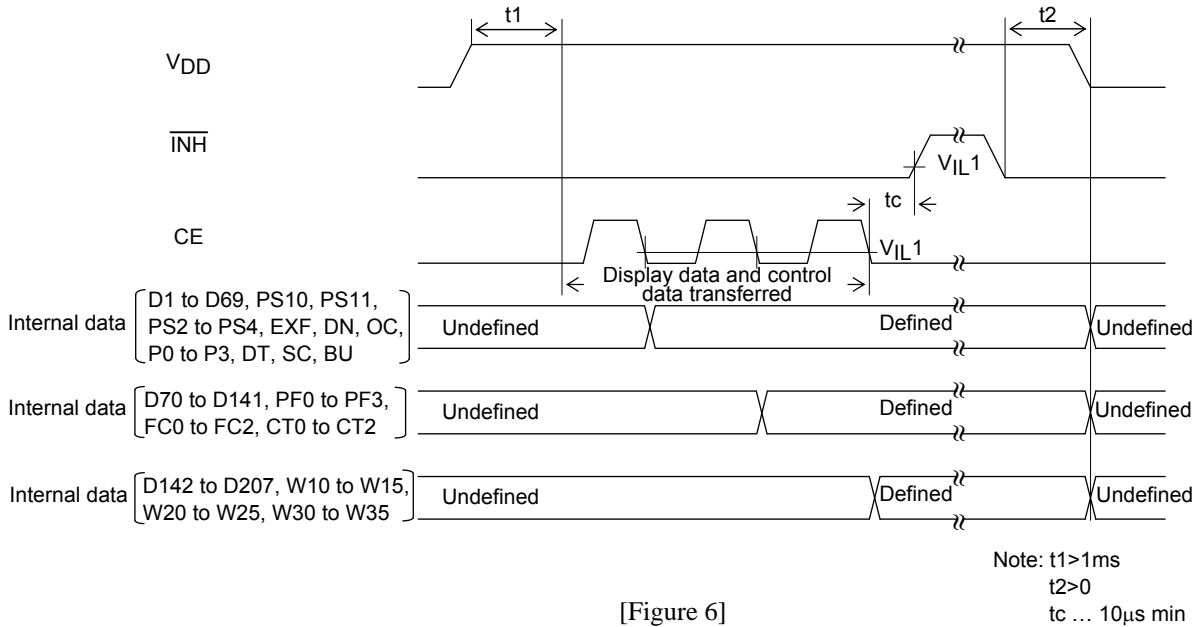 t1
t2
VDD
INH
VIL1
tc
CE
VIL1
Display data and control
data transferred
Internal data
D1 to D69, PS10, PS11,
PS2 to PS4, EXF, DN, OC,
P0 to P3, DT, SC, BU
Undefined
Defined
Undefined
Internal data
D70 to D141, PF0 to PF3,
FC0 to FC2, CT0 to CT2
Undefined
Defined
Undefined
Internal data
D142 to D207, W10 to W15,
W20 to W25, W30 to W35
Undefined
Defined
Undefined
Note: t1>1ms
t2>0
tc … 10μs min
[Figure 6]